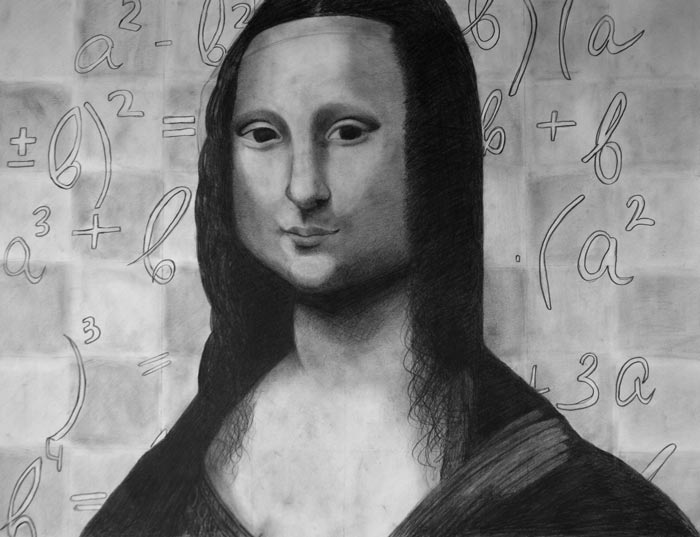 a² - b² b)(a
± b)² = b + b
a³ + b · (a²
)³ = + 3a
b⁴ =